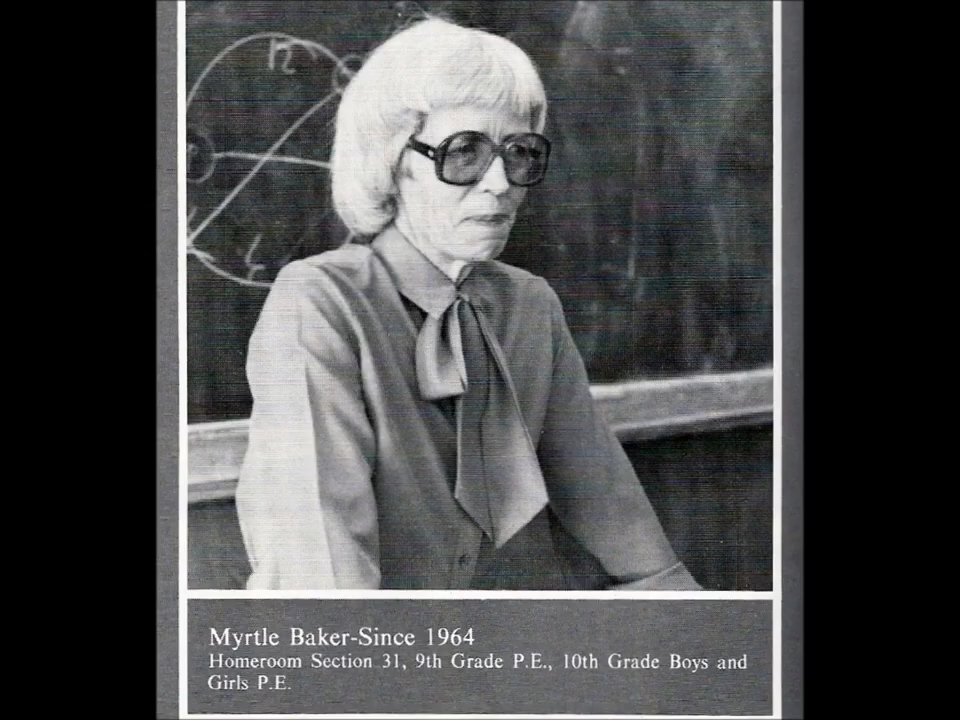 n
Myrtle Baker-Since 1964
Homeroom Section 31, 9th Grade P.E., 10th Grade Boys and
Girls P.E.